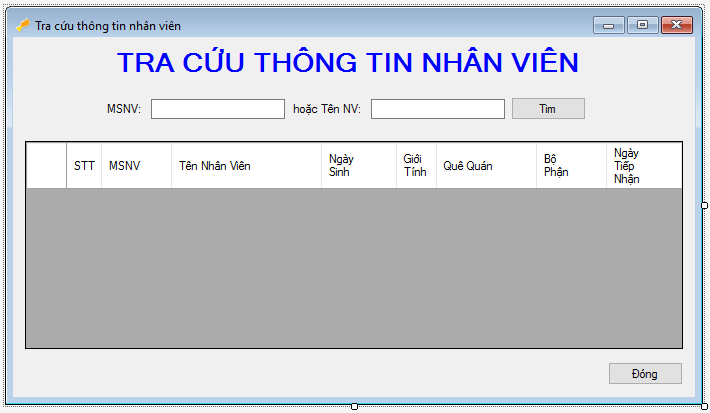 Tra cứu thông tin nhân viên
TRA CỨU THÔNG TIN NHÂN VIÊN
MSNV: hoặc Tên NV: Tìm
STT MSNV Tên Nhân Viên Ngày Sinh Giới Tính Quê Quán Bộ Phận Ngày Tiếp Nhận
Đóng